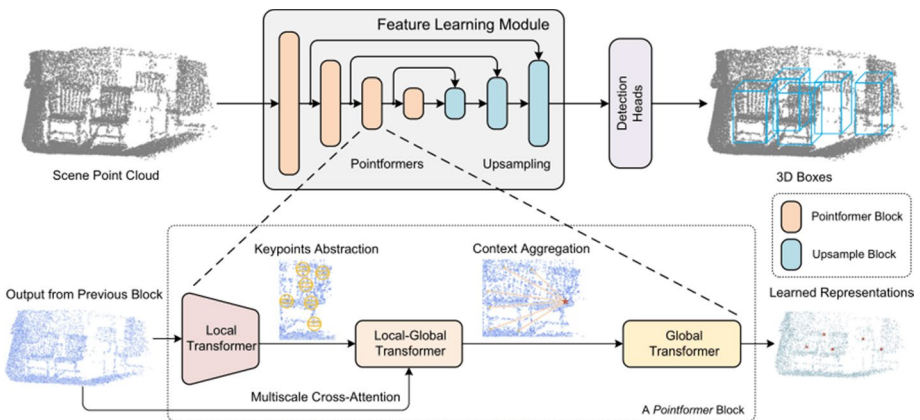 Feature Learning Module
Pointformers
Upsampling
Detection
Heads
Scene Point Cloud
3D Boxes
Pointformer Block
Upsample Block
Keypoints Abstraction
Context Aggregation
Output from Previous Block
Learned Representations
Local
Transformer
Local-Global
Transformer
Global
Transformer
Multiscale Cross-Attention
A Pointformer Block